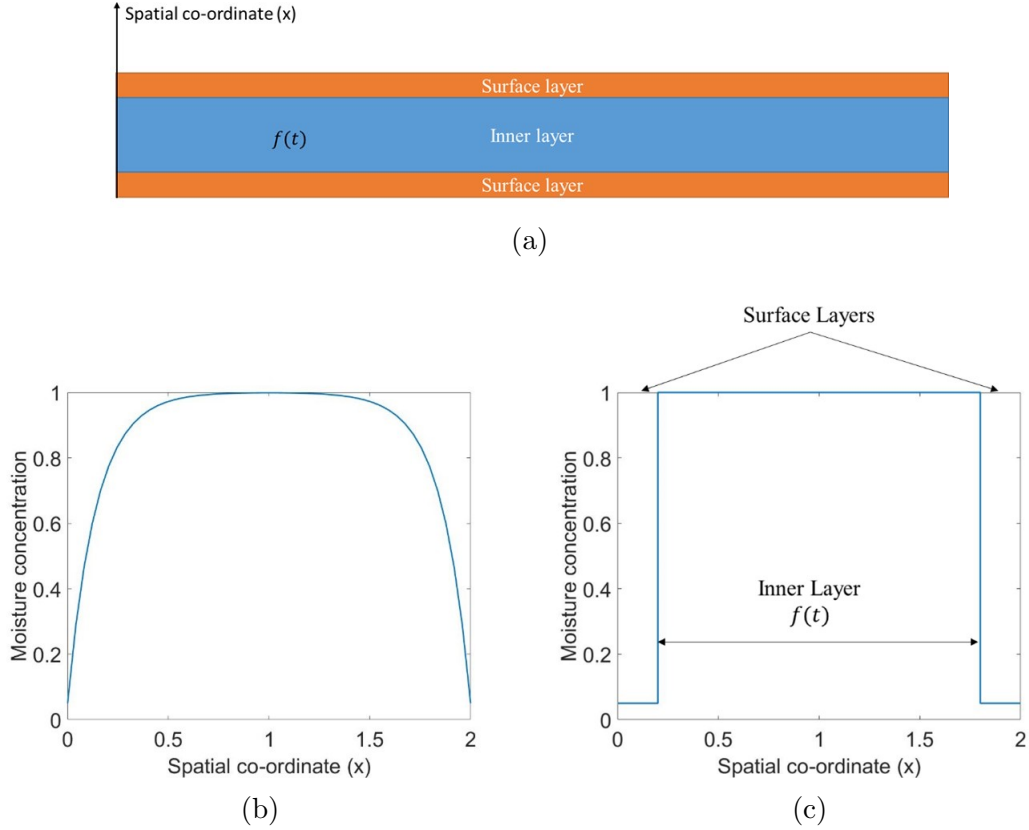 Spatial co-ordinate (x)
Surface layer
f(t)
Inner layer
Surface layer
(a)
Moisture concentration
1
0.8
0.6
0.4
0.2
0
0 0.5 1 1.5 2
Spatial co-ordinate (x)
(b)
Surface Layers
Moisture concentration
1
0.8
0.6
0.4
0.2
0
Inner Layer
f(t)
0 0.5 1 1.5 2
Spatial co-ordinate (x)
(c)